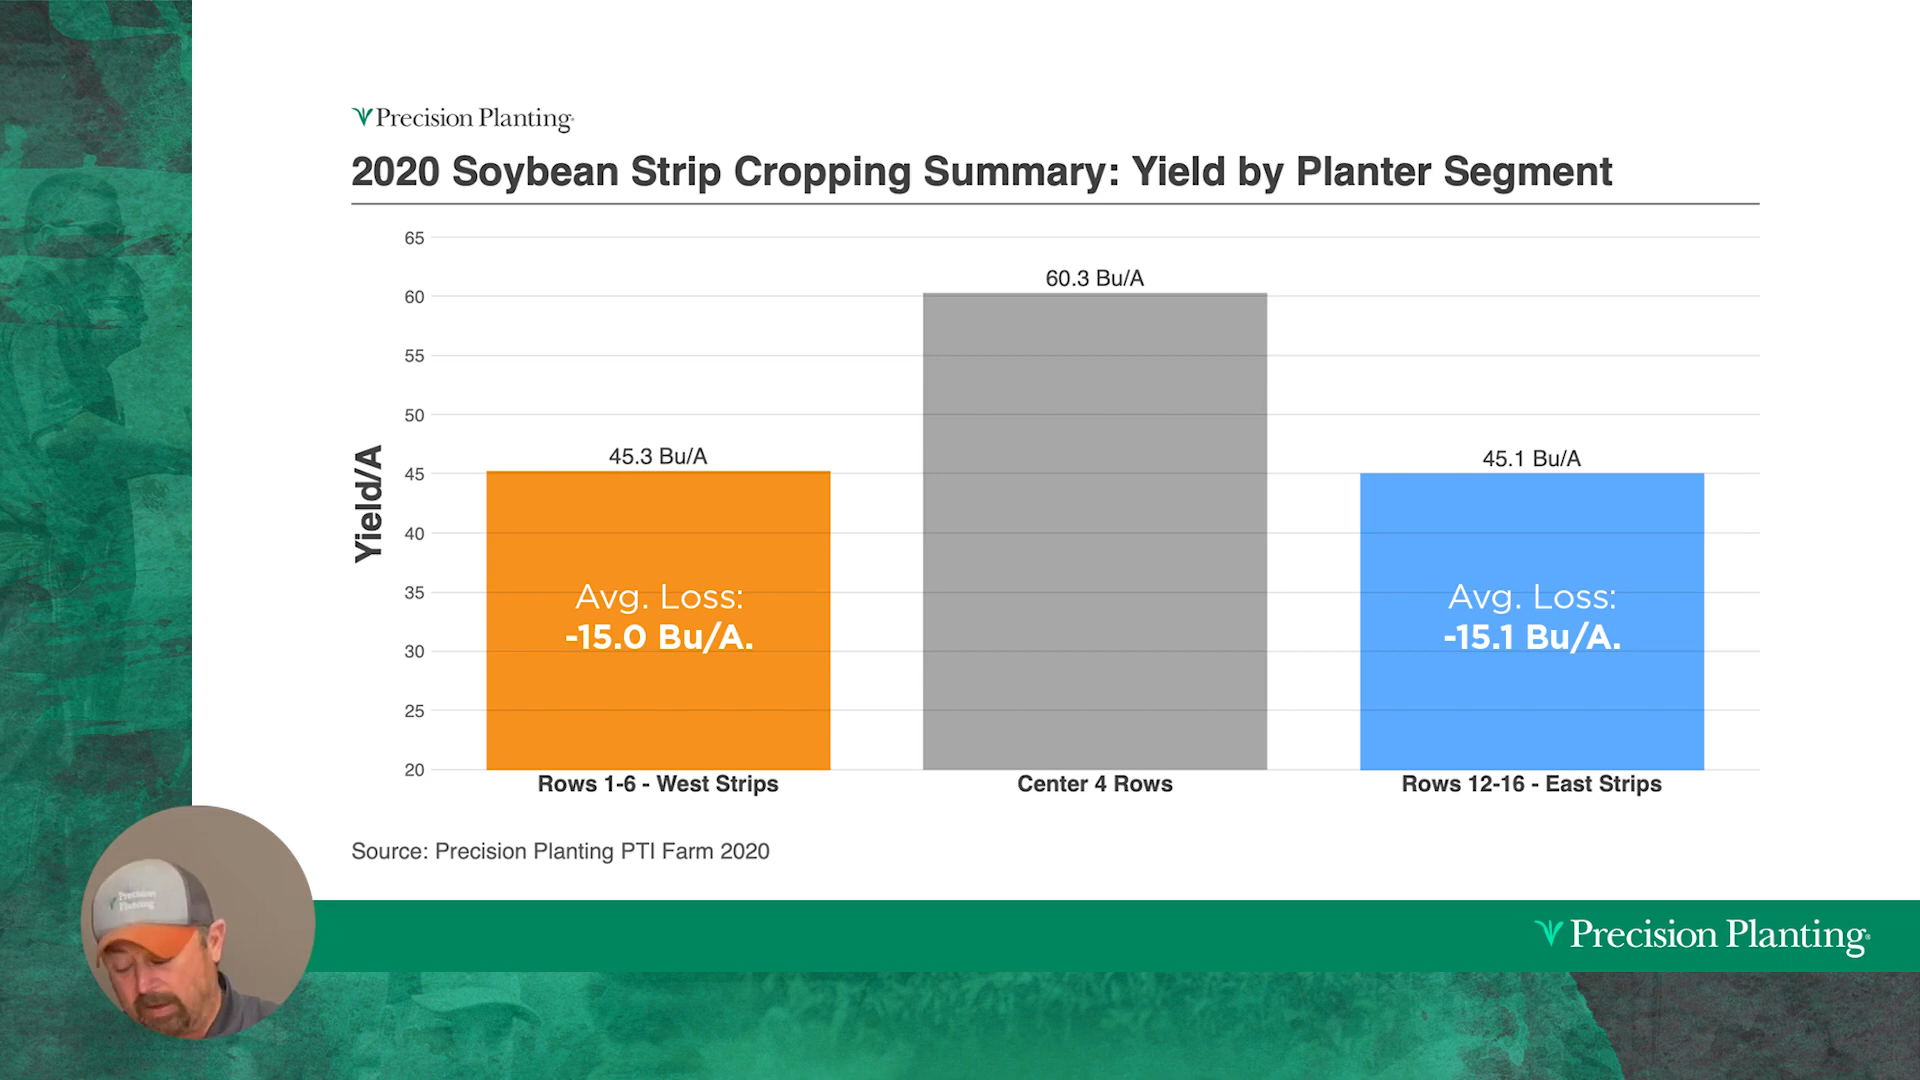 Precision Planting
2020 Soybean Strip Cropping Summary: Yield by Planter Segment
65
60
55
50
45
40
35
30
25
20
Yield/A
45.3 Bu/A
60.3 Bu/A
45.1 Bu/A
Avg. Loss:
-15.0 Bu/A.
Avg. Loss:
-15.1 Bu/A.
Rows 1-6 - West Strips
Center 4 Rows
Rows 12-16 - East Strips
Source: Precision Planting PTI Farm 2020
Precision
Planting
Precision Planting